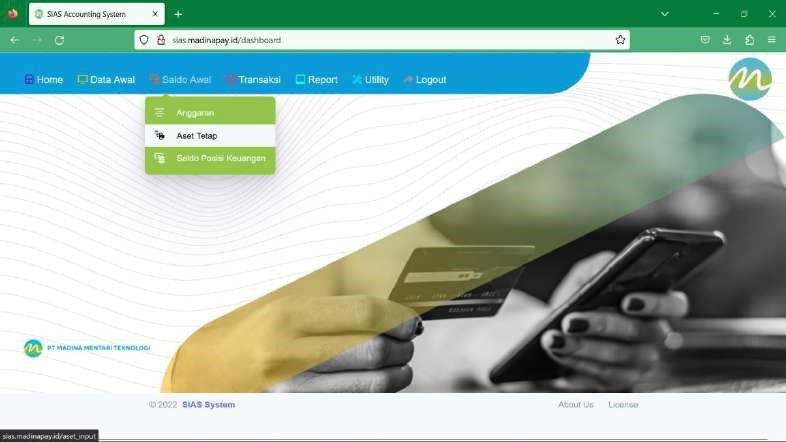 SIAS Accounting System
sias.madinapay.id/dashboard
Home Data Awal Saldo Awal Transaksi Report Utility Logout
Anggaran
Aset Tetap
Saldo Posisi Keuangan
PT MADINA MENTARI TEKNOLOGI
© 2022 SIAS System About Us License
sias.madinapay.id/aset_input